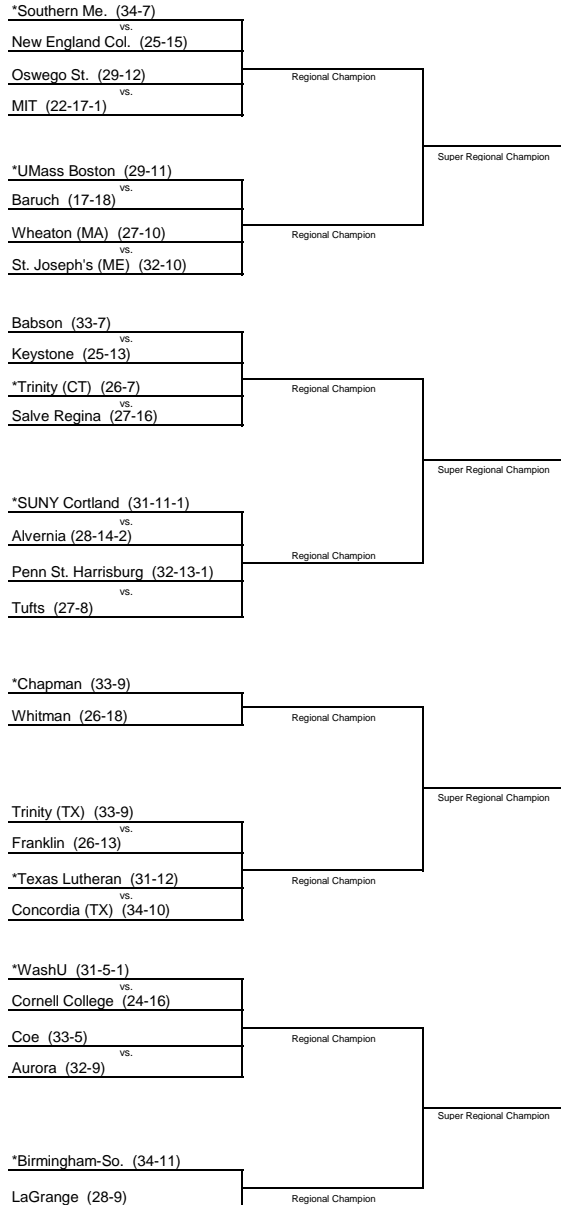 *Southern Me. (34-7)
vs.
New England Col. (25-15)
Oswego St. (29-12)
vs.
MIT (22-17-1)
Regional Champion
Super Regional Champion
*UMass Boston (29-11)
vs.
Baruch (17-18)
Wheaton (MA) (27-10)
vs.
St. Joseph's (ME) (32-10)
Regional Champion
Babson (33-7)
vs.
Keystone (25-13)
*Trinity (CT) (26-7)
vs.
Salve Regina (27-16)
Regional Champion
Super Regional Champion
*SUNY Cortland (31-11-1)
vs.
Alvernia (28-14-2)
Penn St. Harrisburg (32-13-1)
vs.
Tufts (27-8)
Regional Champion
*Chapman (33-9)
Whitman (26-18)
Regional Champion
Super Regional Champion
Trinity (TX) (33-9)
vs.
Franklin (26-13)
*Texas Lutheran (31-12)
vs.
Concordia (TX) (34-10)
Regional Champion
*WashU (31-5-1)
vs.
Cornell College (24-16)
Coe (33-5)
vs.
Aurora (32-9)
Regional Champion
Super Regional Champion
*Birmingham-So. (34-11)
LaGrange (28-9)
Regional Champion